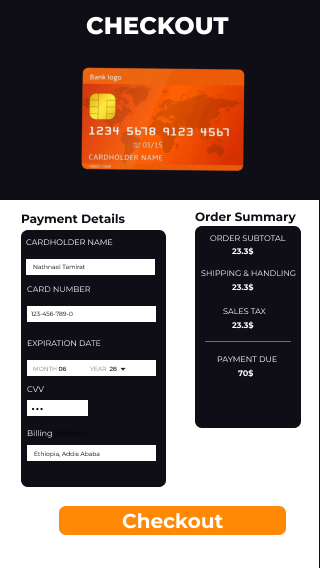 CHECKOUT
Bank logo
1234 5678 9123 4567
02 01/15
CARDHOLDER NAME
Payment Details
CARDHOLDER NAME
Nathnael Tamirat
CARD NUMBER
123-456-789-0
EXPIRATION DATE
MONTH 06 YEAR 28
CVV
•••
Billing Address
Ethiopia, Addis Ababa
Order Summary
ORDER SUBTOTAL
23.3$
SHIPPING & HANDLING
23.3$
SALES TAX
23.3$
PAYMENT DUE
70$
Checkout